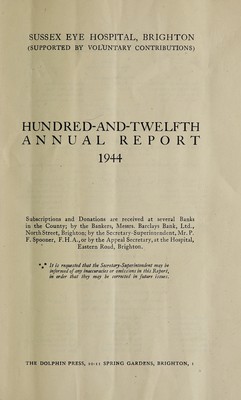 SUSSEX EYE HOSPITAL, BRIGHTON
(SUPPORTED BY VOLUNTARY CONTRIBUTIONS)
HUNDRED-AND-TWELFTH
ANNUAL REPORT
1944
Subscriptions and Donations are received at several Banks
in the County; by the Bankers, Messrs. Barclays Bank, Ltd.,
North Street, Brighton; by the Secretary-Superintendent, Mr. P.
F. Spooner, F.H.A., or by the Appeal Secretary, at the Hospital,
Eastern Road, Brighton.
*⁎* It is requested that the Secretary-Superintendent may be
informed of any inaccuracies or omissions in this Report,
in order that they may be corrected in future issues.
THE DOLPHIN PRESS, 10-11 SPRING GARDENS, BRIGHTON, 1